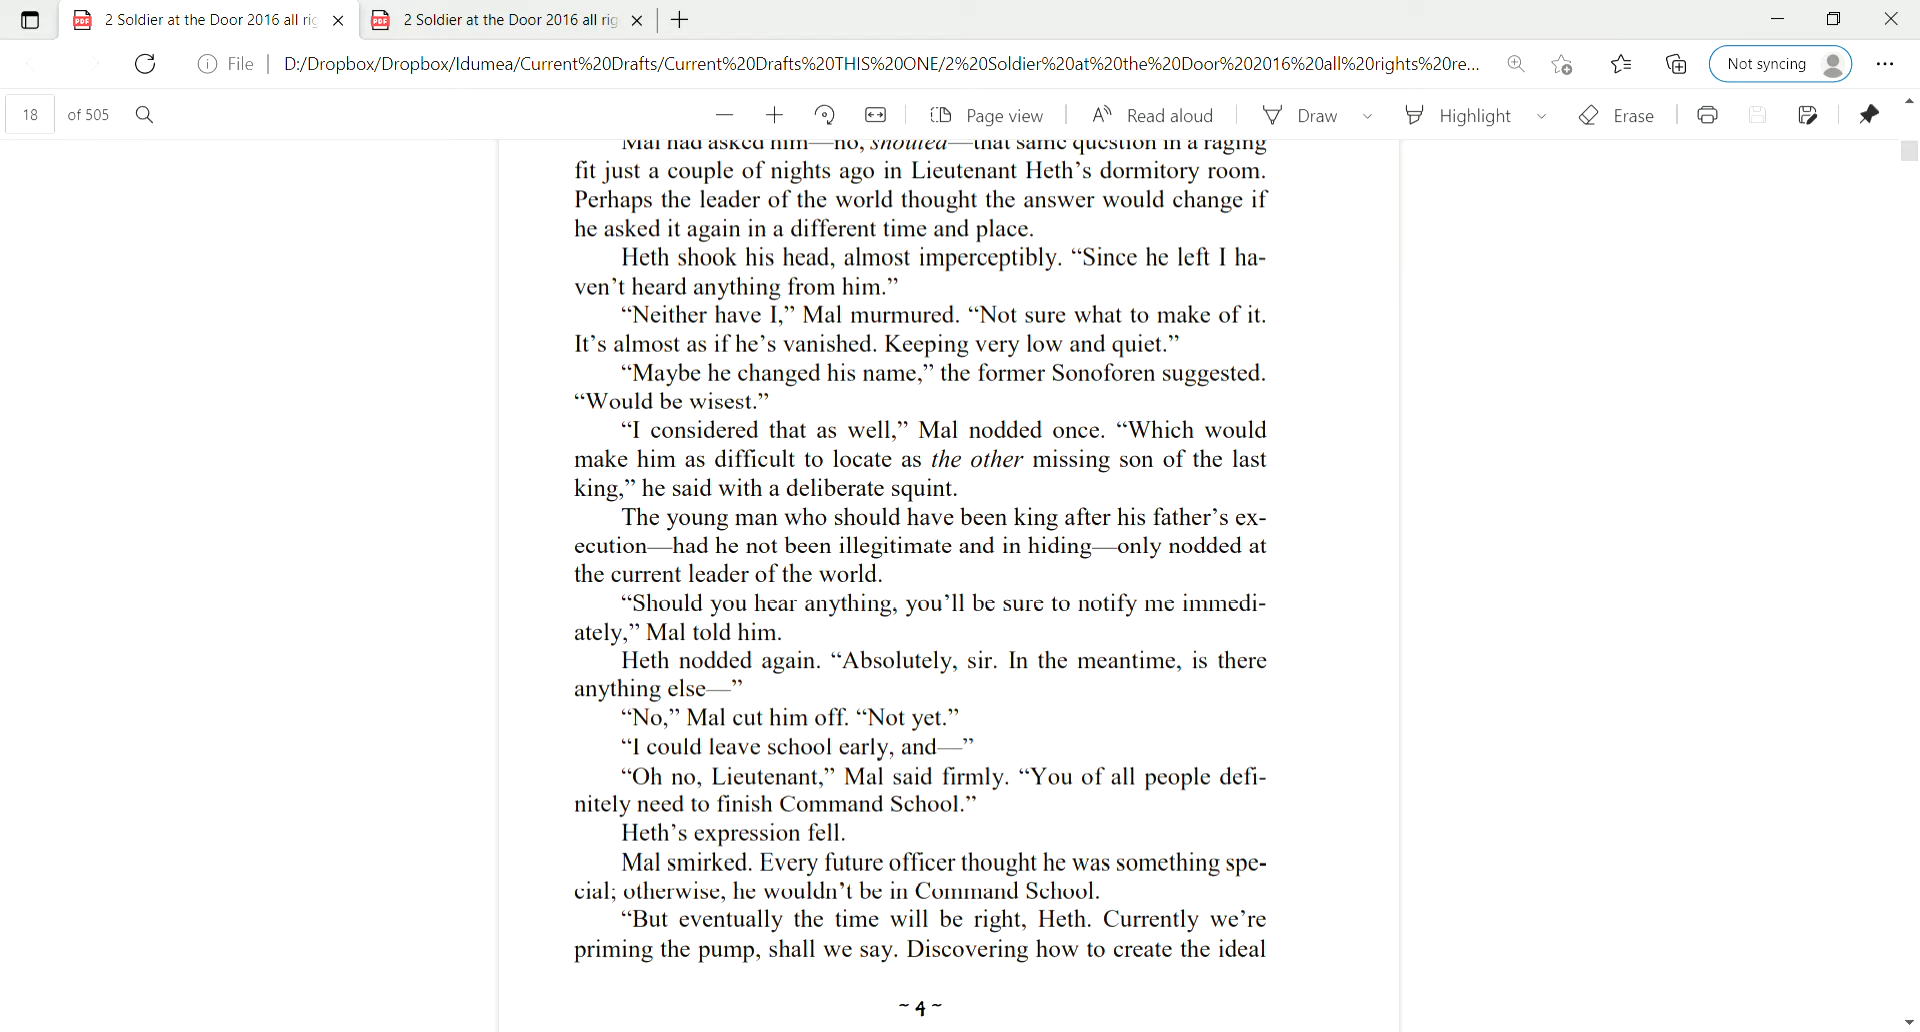 2 Soldier at the Door 2016 all rig
2 Soldier at the Door 2016 all rig
File
D:/Dropbox/Dropbox/Idumea/Current%20Drafts/Current%20Drafts%20THIS%20ONE/2%20Soldier%20at%20the%20Door%202016%20all%20rights%20re...
Not syncing
18 of 505
Page view
Read aloud
Draw
Highlight
Erase
Mal had asked him—no, shouted—that same question in a raging
fit just a couple of nights ago in Lieutenant Heth’s dormitory room.
Perhaps the leader of the world thought the answer would change if
he asked it again in a different time and place.
Heth shook his head, almost imperceptibly. “Since he left I ha-
ven’t heard anything from him.”
“Neither have I,” Mal murmured. “Not sure what to make of it.
It’s almost as if he’s vanished. Keeping very low and quiet.”
“Maybe he changed his name,” the former Sonoforen suggested.
“Would be wisest.”
“I considered that as well,” Mal nodded once. “Which would
make him as difficult to locate as the other missing son of the last
king,” he said with a deliberate squint.
The young man who should have been king after his father’s ex-
ecution—had he not been illegitimate and in hiding—only nodded at
the current leader of the world.
“Should you hear anything, you’ll be sure to notify me immedi-
ately,” Mal told him.
Heth nodded again. “Absolutely, sir. In the meantime, is there
anything else—”
“No,” Mal cut him off. “Not yet.”
“I could leave school early, and—”
“Oh no, Lieutenant,” Mal said firmly. “You of all people defi-
nitely need to finish Command School.”
Heth’s expression fell.
Mal smirked. Every future officer thought he was something spe-
cial; otherwise, he wouldn’t be in Command School.
“But eventually the time will be right, Heth. Currently we’re
priming the pump, shall we say. Discovering how to create the ideal
~ 4 ~